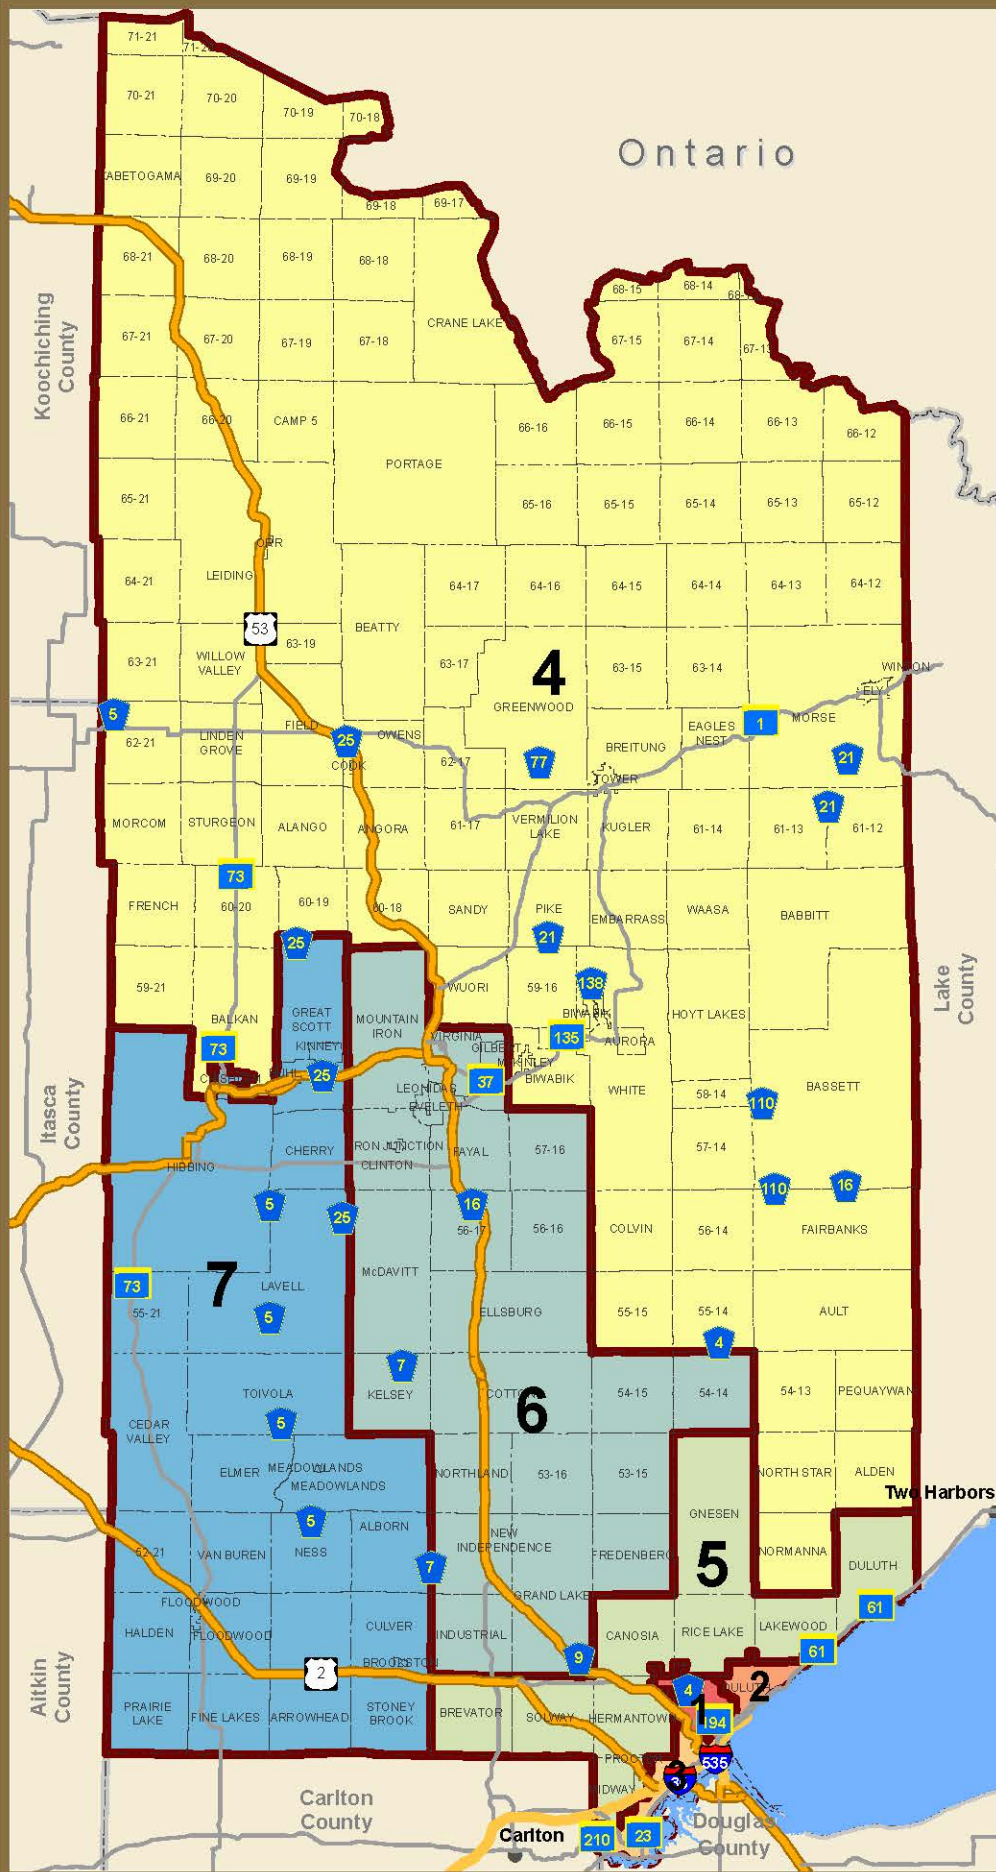 71-21
70-21
70-20
70-19
70-18
Ontario
69-20
69-19
69-18
69-17
68-21
68-20
68-19
68-18
68-15
68-14
Koochiching
County
67-21
67-20
67-19
67-18
CRANE LAKE
67-15
67-14
67-13
66-21
66-20
CAMP 5
66-16
66-15
66-14
66-13
66-12
PORTAGE
65-21
65-16
65-15
65-14
65-13
65-12
ORR
64-21
LEIDING
64-17
64-16
64-15
64-14
64-13
64-12
53
BEATTY
63-21
WILLOW
VALLEY
63-19
63-17
4
63-15
63-14
WINTON
ELY
GREENWOOD
5
62-21
LINDEN
GROVE
FIELD
25
COOK
OWENS
62-17
77
BREITUNG
EAGLES
NEST
1
MORSE
21
TOWER
21
MORCOM
STURGEON
ALANGO
ANGORA
61-17
VERMILION
LAKE
KUGLER
61-14
61-13
61-12
73
FRENCH
60-20
60-19
60-18
SANDY
PIKE
EMBARRASS
WAASA
BABBITT
25
21
59-21
BALKAN
GREAT
SCOTT
MOUNTAIN
IRON
WUORI
59-16
138
HOYT LAKES
Lake
County
KINNEY
VIRGINIA
GILBERT
135
AURORA
73
25
37
BIWABIK
LEONIDAS
EVELETH
WHITE
58-14
110
BASSETT
Itasca
County
HIBBING
CHERRY
CLINTON
FAYAL
57-16
57-14
5
25
16
110
16
56-17
56-16
COLVIN
56-14
FAIRBANKS
7
McDAVITT
73
55-21
LAVELL
5
ELLSBURG
55-15
55-14
AULT
4
7
TOIVOLA
KELSEY
6
54-15
54-14
54-13
PEQUAYWAN
5
CEDAR
VALLEY
ELMER
MEADOWLANDS
MEADOWLANDS
NORTHLAND
53-16
53-15
NORTH STAR
ALDEN
Two Harbors
5
ALBORN
GNESEN
VAN BUREN
NESS
7
NEW
INDEPENDENCE
FREDENBERG
5
NORMANNA
DULUTH
FLOODWOOD
GRAND LAKE
61
HALDEN
FLOODWOOD
CULVER
INDUSTRIAL
CANOSIA
RICE LAKE
LAKEWOOD
61
9
2
BROOKSTON
4
2
DULUTH
Aitkin
County
PRAIRIE
LAKE
FINE LAKES
ARROWHEAD
STONEY
BROOK
BREVATOR
SOLWAY
HERMANTOWN
1
194
PROCTOR
535
3
MIDWAY
Carlton
County
Carlton
210
23
Douglas
County